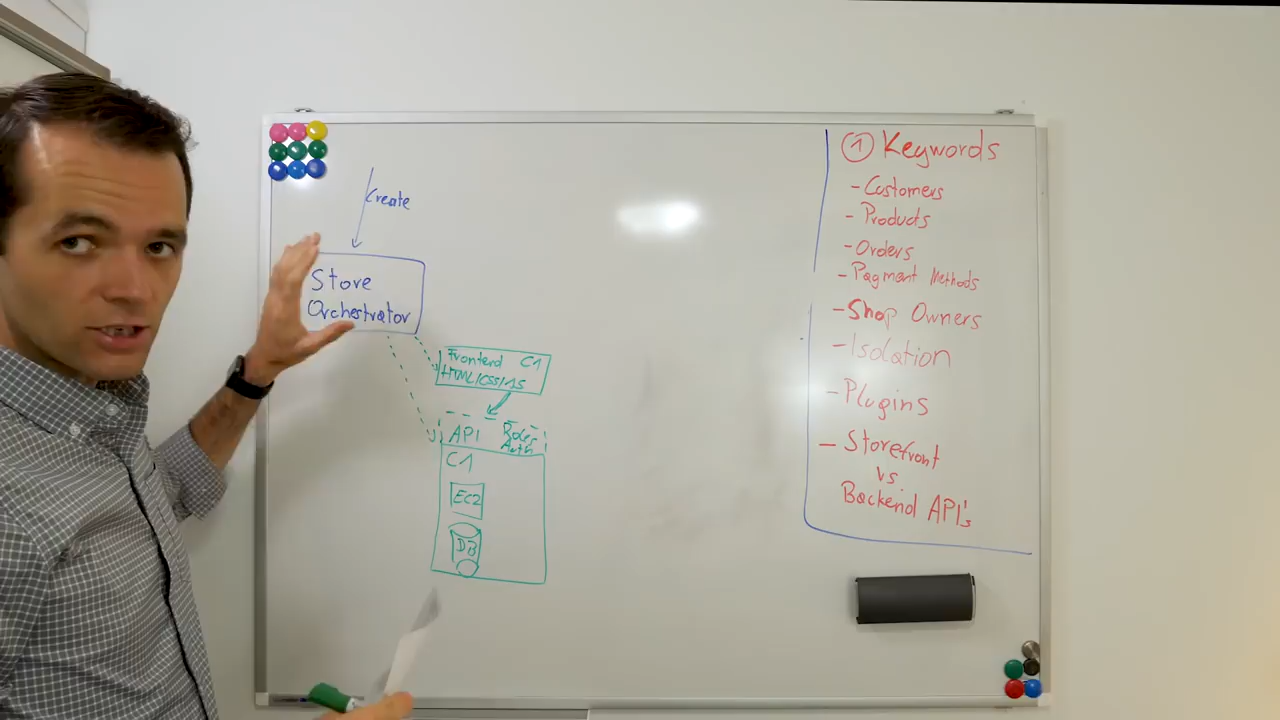 Create
Store
Orchestrator
Frontend C1
HTML/CSS/JS
API Roles
Auth
C1
EC2
DB
① Keywords
- Customers
- Products
- Orders
- Payment Methods
- Shop Owners
- Isolation
- Plugins
- Storefront
vs
Backend API's